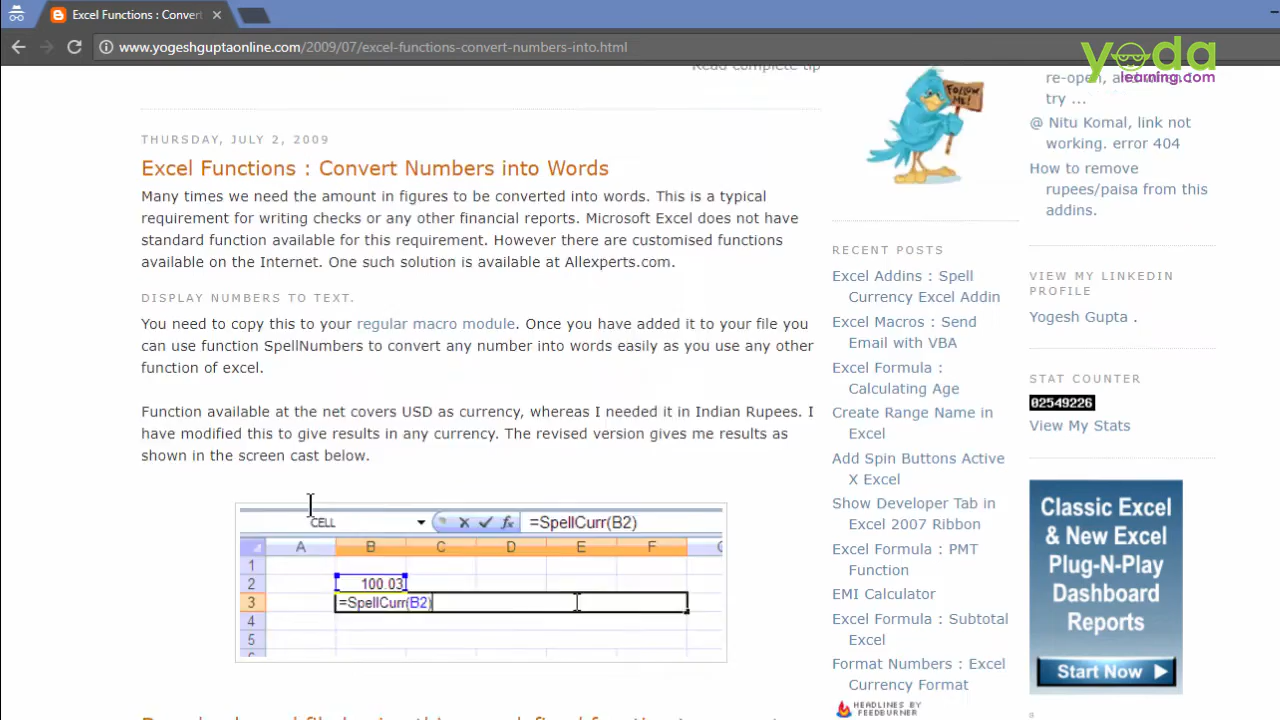 Excel Functions : Convert
www.yogeshguptaonline.com/2009/07/excel-functions-convert-numbers-into.html
yoda
learning.com
Read complete tip
THURSDAY, JULY 2, 2009
Excel Functions : Convert Numbers into Words
Many times we need the amount in figures to be converted into words. This is a typical
requirement for writing checks or any other financial reports. Microsoft Excel does not have
standard function available for this requirement. However there are customised functions
available on the Internet. One such solution is available at Allexperts.com.
DISPLAY NUMBERS TO TEXT.
You need to copy this to your regular macro module. Once you have added it to your file you
can use function SpellNumbers to convert any number into words easily as you use any other
function of excel.
Function available at the net covers USD as currency, whereas I needed it in Indian Rupees. I
have modified this to give results in any currency. The revised version gives me results as
shown in the screen cast below.
CELL =SpellCurr(B2)
A B C D E F
1
2 100.03
3 =SpellCurr(B2)
4
5
FOLLOW
ME!
RECENT POSTS
Excel Addins : Spell
Currency Excel Addin
Excel Macros : Send
Email with VBA
Excel Formula :
Calculating Age
Create Range Name in
Excel
Add Spin Buttons Active
X Excel
Show Developer Tab in
Excel 2007 Ribbon
Excel Formula : PMT
Function
EMI Calculator
Excel Formula : Subtotal
Excel
Format Numbers : Excel
Currency Format
HEADLINES BY
FEEDBURNER
re-open, and
try ...
@ Nitu Komal, link not
working. error 404
How to remove
rupees/paisa from this
addins.
VIEW MY LINKEDIN
PROFILE
Yogesh Gupta .
STAT COUNTER
02549226
View My Stats
Classic Excel
& New Excel
Plug-N-Play
Dashboard
Reports
Start Now